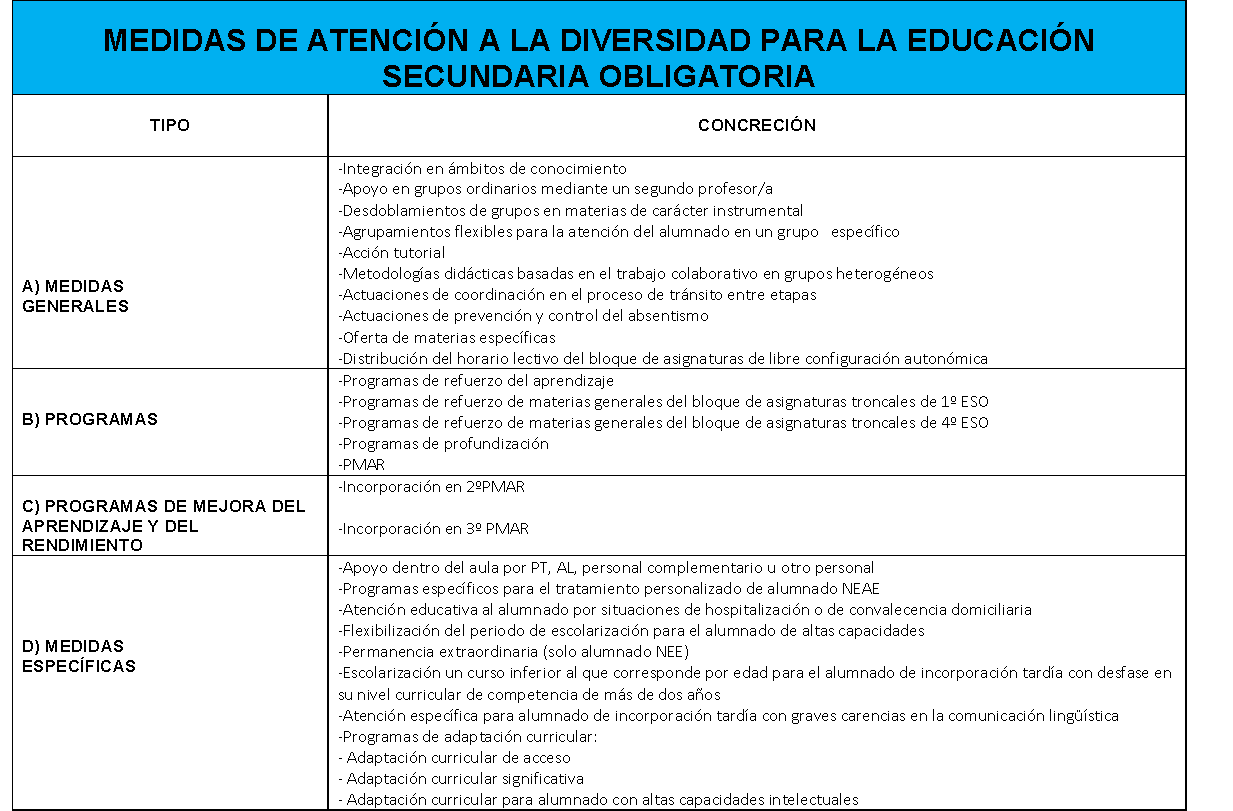 MEDIDAS DE ATENCIÓN A LA DIVERSIDAD PARA LA EDUCACIÓN
SECUNDARIA OBLIGATORIA
TIPO
CONCRECIÓN
A) MEDIDAS
GENERALES
-Integración en ámbitos de conocimiento
-Apoyo en grupos ordinarios mediante un segundo profesor/a
-Desdoblamientos de grupos en materias de carácter instrumental
-Agrupamientos flexibles para la atención del alumnado en un grupo específico
-Acción tutorial
-Metodologías didácticas basadas en el trabajo colaborativo en grupos heterogéneos
-Actuaciones de coordinación en el proceso de tránsito entre etapas
-Actuaciones de prevención y control del absentismo
-Oferta de materias específicas
-Distribución del horario lectivo del bloque de asignaturas de libre configuración autonómica
B) PROGRAMAS
-Programas de refuerzo del aprendizaje
-Programas de refuerzo de materias generales del bloque de asignaturas troncales de 1º ESO
-Programas de refuerzo de materias generales del bloque de asignaturas troncales de 4º ESO
-Programas de profundización
-PMAR
C) PROGRAMAS DE MEJORA DEL
APRENDIZAJE Y DEL
RENDIMIENTO
-Incorporación en 2ºPMAR
-Incorporación en 3º PMAR
D) MEDIDAS
ESPECÍFICAS
-Apoyo dentro del aula por PT, AL, personal complementario u otro personal
-Programas específicos para el tratamiento personalizado de alumnado NEAE
-Atención educativa al alumnado por situaciones de hospitalización o de convalecencia domiciliaria
-Flexibilización del periodo de escolarización para el alumnado de altas capacidades
-Permanencia extraordinaria (solo alumnado NEE)
-Escolarización un curso inferior al que corresponde por edad para el alumnado de incorporación tardía con desfase en
su nivel curricular de competencia de más de dos años
-Atención específica para alumnado de incorporación tardía con graves carencias en la comunicación lingüística
-Programas de adaptación curricular:
- Adaptación curricular de acceso
- Adaptación curricular significativa
- Adaptación curricular para alumnado con altas capacidades intelectuales